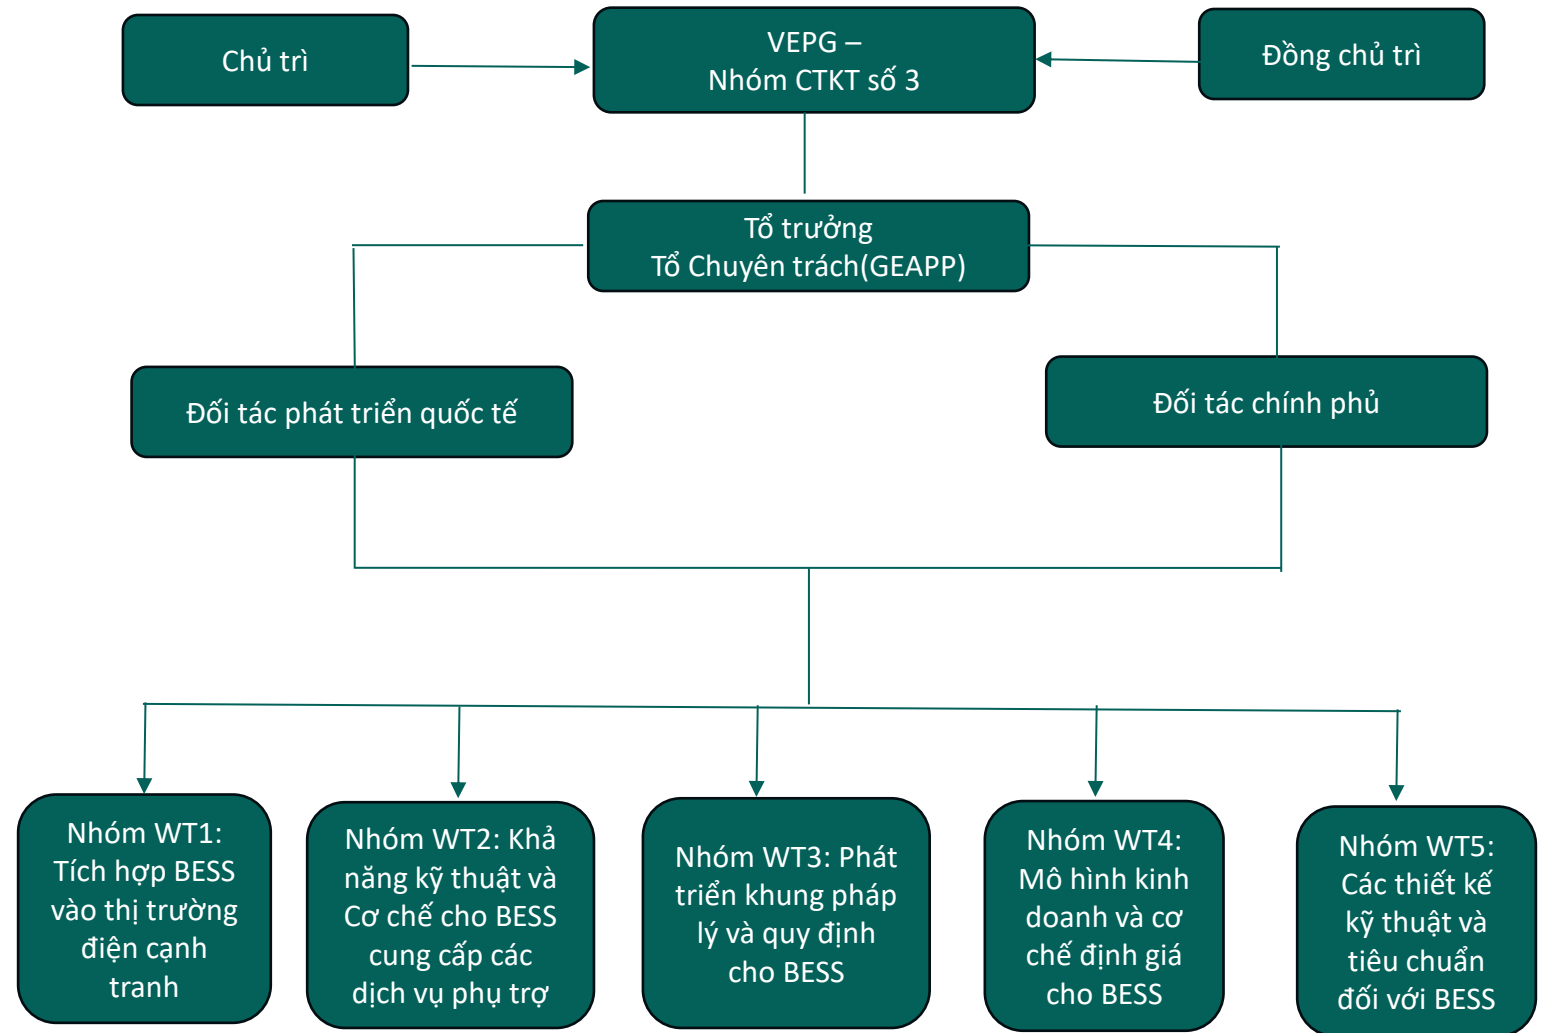 Chủ trì
VEPG –
Nhóm CTKT số 3
Đồng chủ trì
Tổ trưởng
Tổ Chuyên trách(GEAPP)
Đối tác phát triển quốc tế
Đối tác chính phủ
Nhóm WT1:
Tích hợp BESS
vào thị trường
điện cạnh
tranh
Nhóm WT2: Khả
năng kỹ thuật và
Cơ chế cho BESS
cung cấp các
dịch vụ phụ trợ
Nhóm WT3: Phát
triển khung pháp
lý và quy định
cho BESS
Nhóm WT4:
Mô hình kinh
doanh và cơ
chế định giá
cho BESS
Nhóm WT5:
Các thiết kế
kỹ thuật và
tiêu chuẩn
đối với BESS